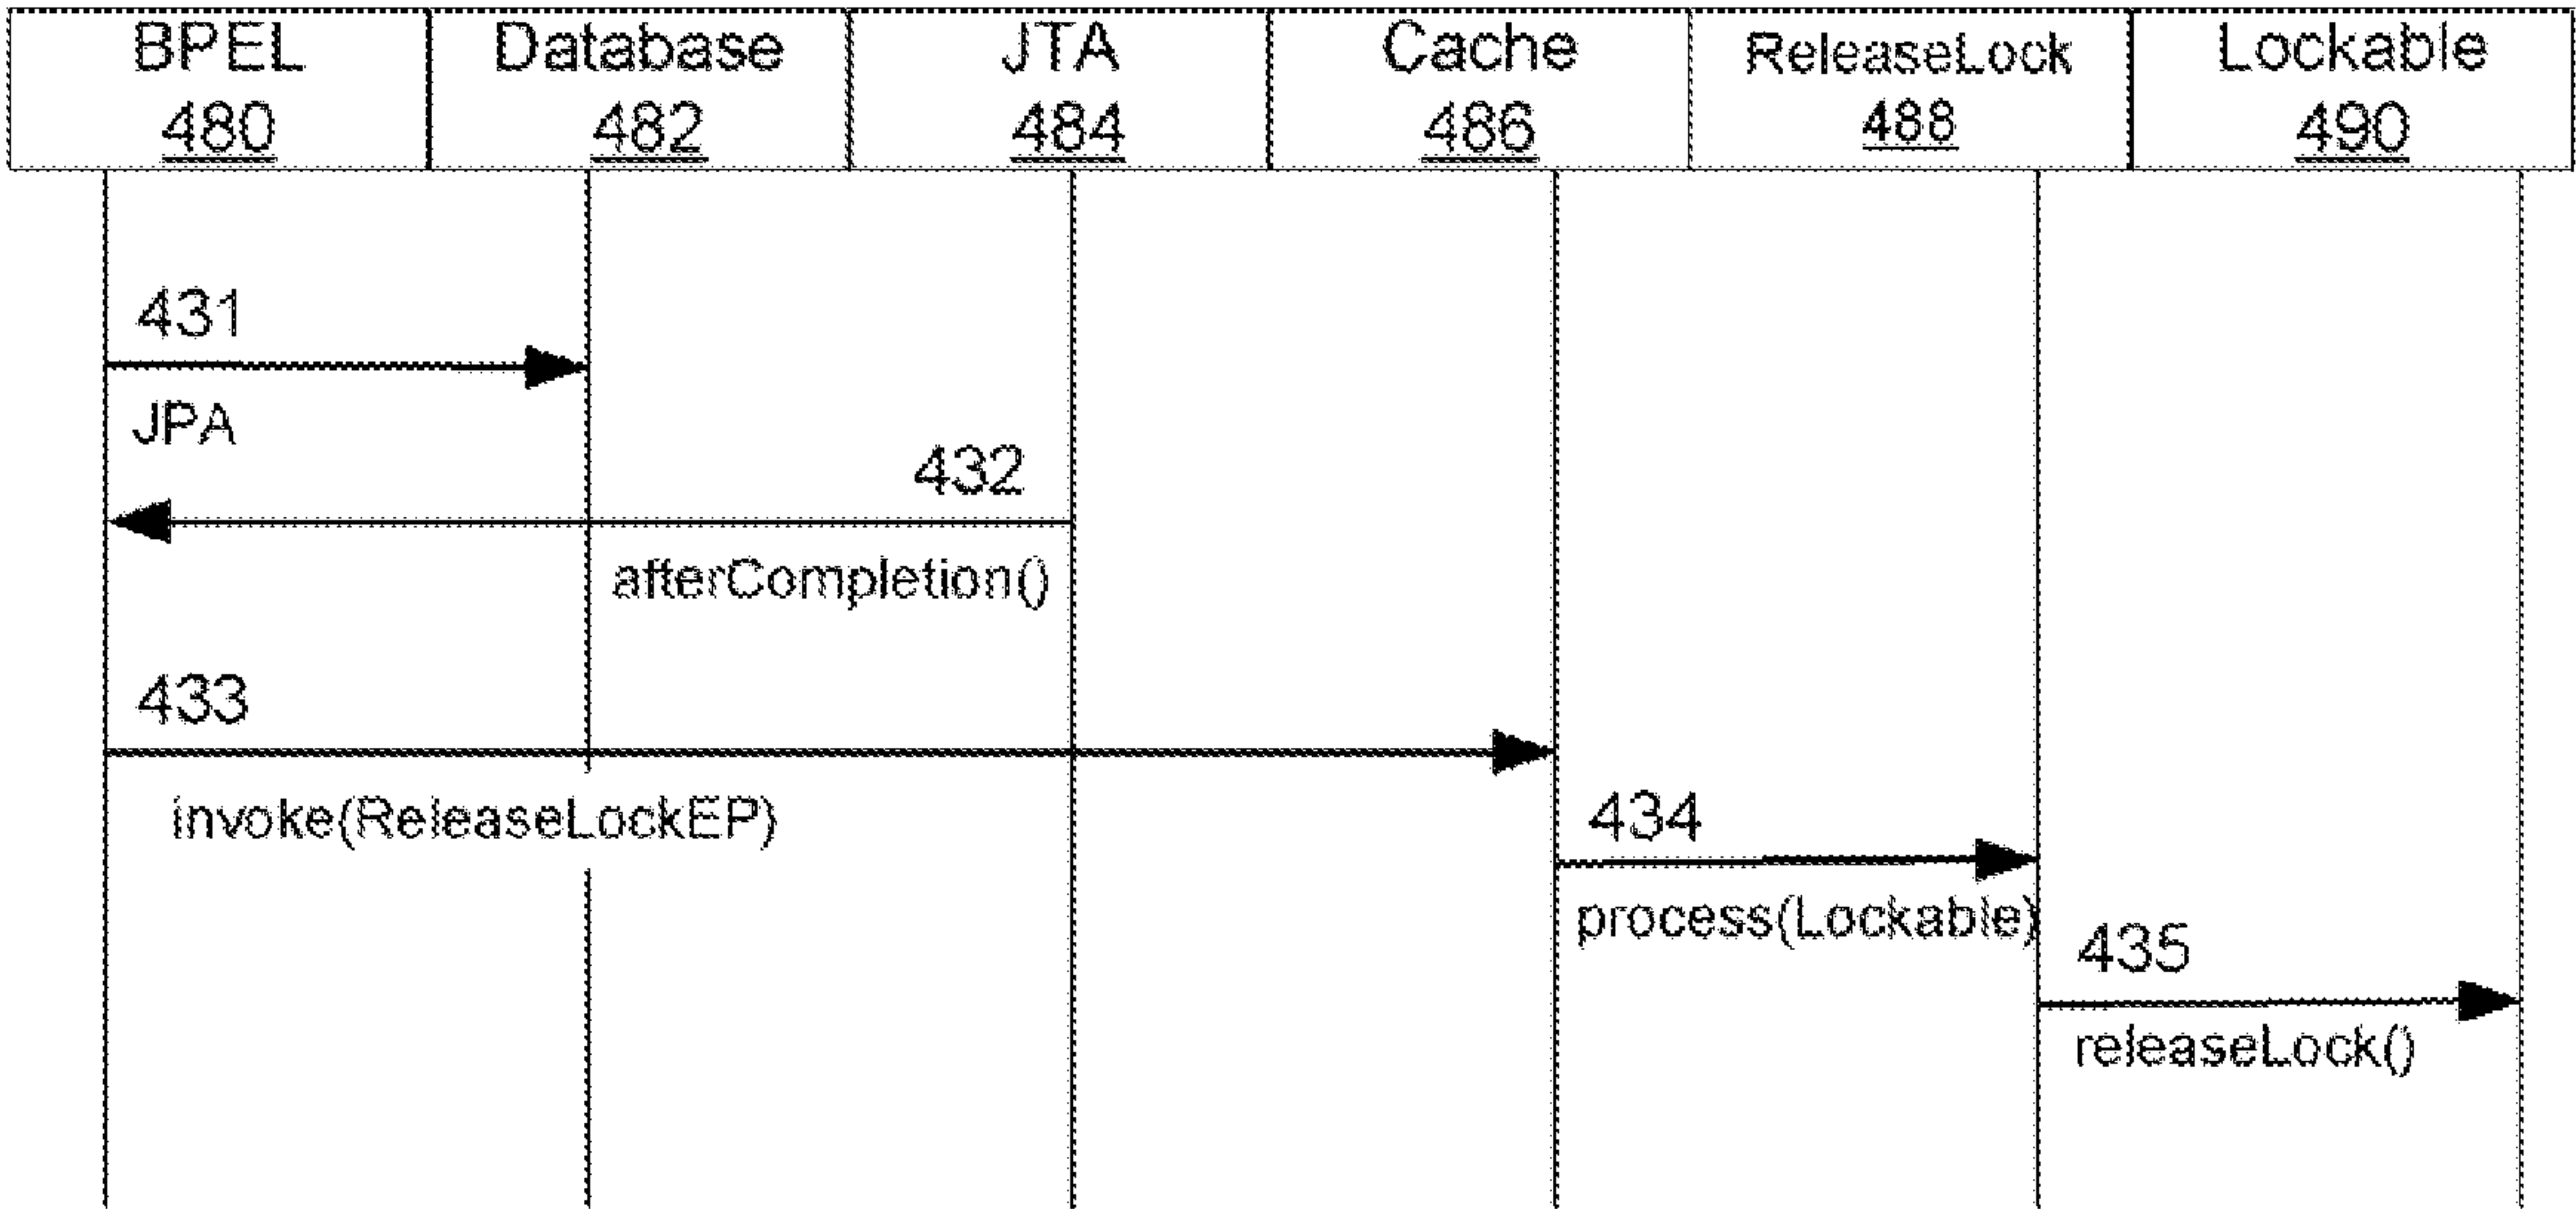 BPEL
480
Database
482
JTA
484
Cache
486
ReleaseLock
488
Lockable
490
431
JPA
432
afterCompletion()
433
invoke(ReleaseLockEP)
434
process(Lockable)
435
releaseLock()